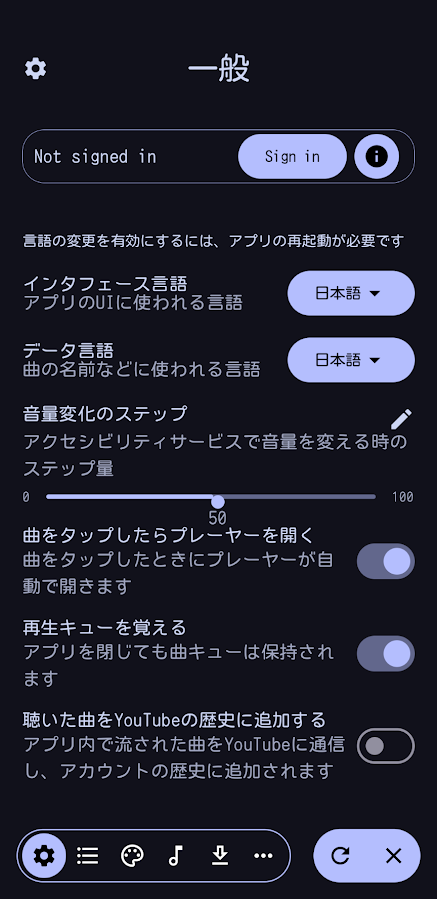 一般
Not signed in
Sign in
言語の変更を有効にするには、アプリの再起動が必要です
インタフェース言語
アプリのUIに使われる言語
日本語
データ言語
曲の名前などに使われる言語
日本語
音量変化のステップ
アクセシビリティサービスで音量を変える時の
ステップ量
0
100
50
曲をタップしたらプレーヤーを開く
曲をタップしたときにプレーヤーが自
動で開きます
再生キューを覚える
アプリを閉じても曲キューは保持され
ます
聴いた曲をYouTubeの歴史に追加する
アプリ内で流された曲をYouTubeに通信
し、アカウントの歴史に追加されます